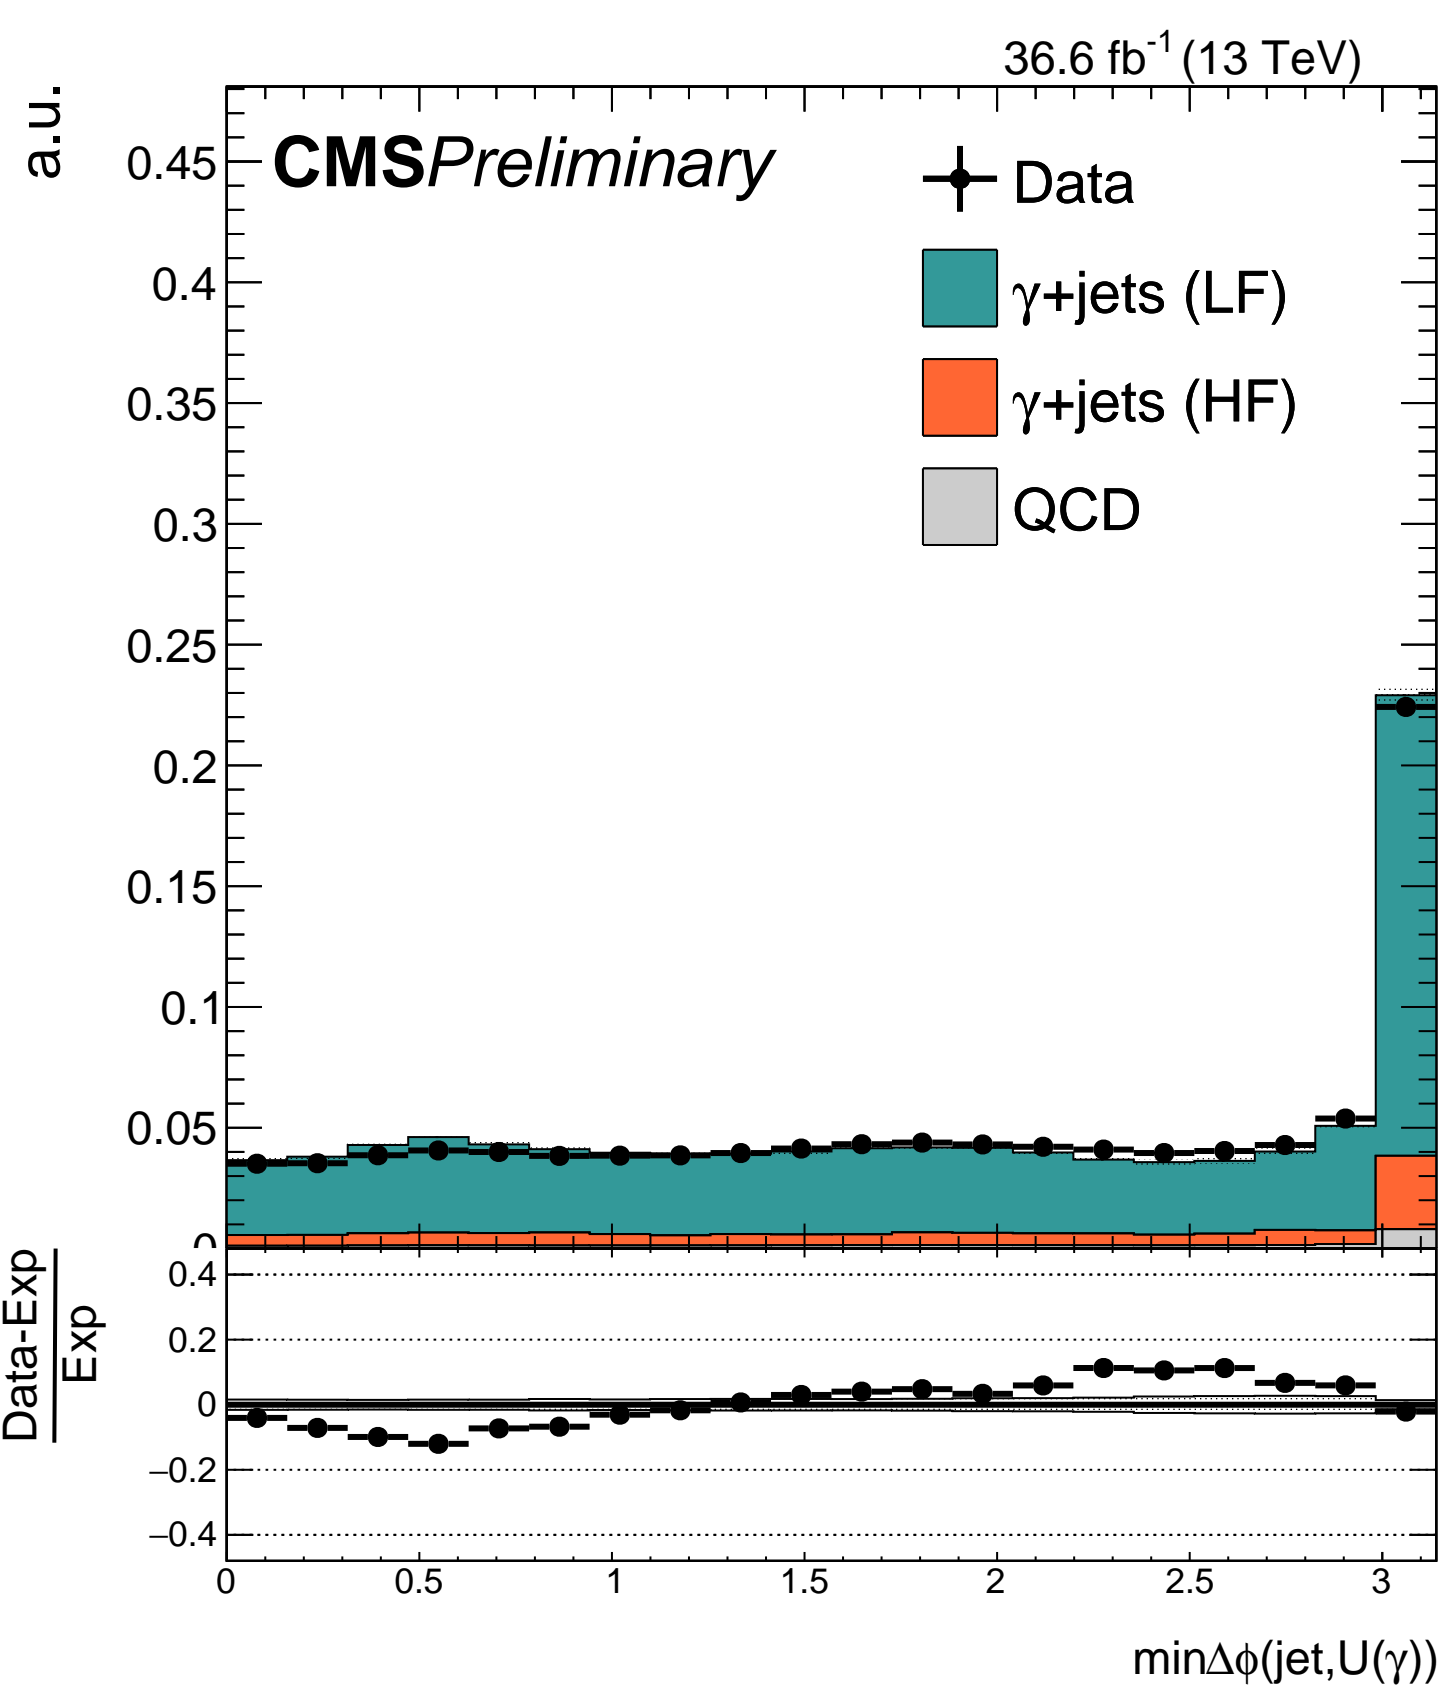 36.6 fb⁻¹ (13 TeV)
a.u.
CMS Preliminary
Data
γ+jets (LF)
γ+jets (HF)
QCD
0.45
0.4
0.35
0.3
0.25
0.2
0.15
0.1
0.05
0
Data-Exp
Exp
0.4
0.2
0
−0.2
−0.4
0 0.5 1 1.5 2 2.5 3
minΔϕ(jet,U(γ))